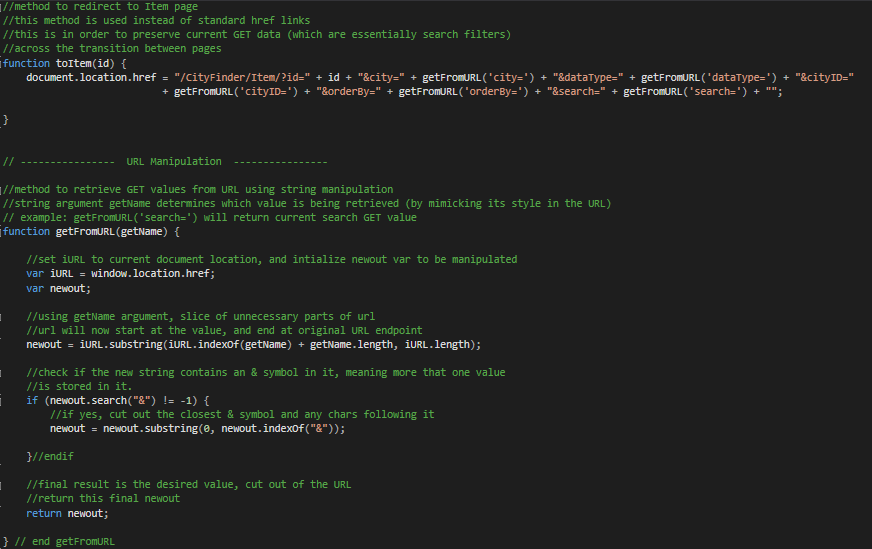 //method to redirect to Item page
//this method is used instead of standard href links
//this is in order to preserve current GET data (which are essentially search filters)
//across the transition between pages
function toItem(id) {
    document.location.href = "/CityFinder/Item/?id=" + id + "&city=" + getFromURL('city=') + "&dataType=" + getFromURL('dataType=') + "&cityID="
                           + getFromURL('cityID=') + "&orderBy=" + getFromURL('orderBy=') + "&search=" + getFromURL('search=') + "";
}
// ---------------- URL Manipulation ----------------
//method to retrieve GET values from URL using string manipulation
//string argument getName determines which value is being retrieved (by mimicking its style in the URL)
// example: getFromURL('search=') will return current search GET value
function getFromURL(getName) {
    //set iURL to current document location, and intialize newout var to be manipulated
    var iURL = window.location.href;
    var newout;
    //using getName argument, slice of unnecessary parts of url
    //url will now start at the value, and end at original URL endpoint
    newout = iURL.substring(iURL.indexOf(getName) + getName.length, iURL.length);
    //check if the new string contains an & symbol in it, meaning more that one value
    //is stored in it.
    if (newout.search("&") != -1) {
        //if yes, cut out the closest & symbol and any chars following it
        newout = newout.substring(0, newout.indexOf("&"));
    }//endif
    //final result is the desired value, cut out of the URL
    //return this final newout
    return newout;
} // end getFromURL